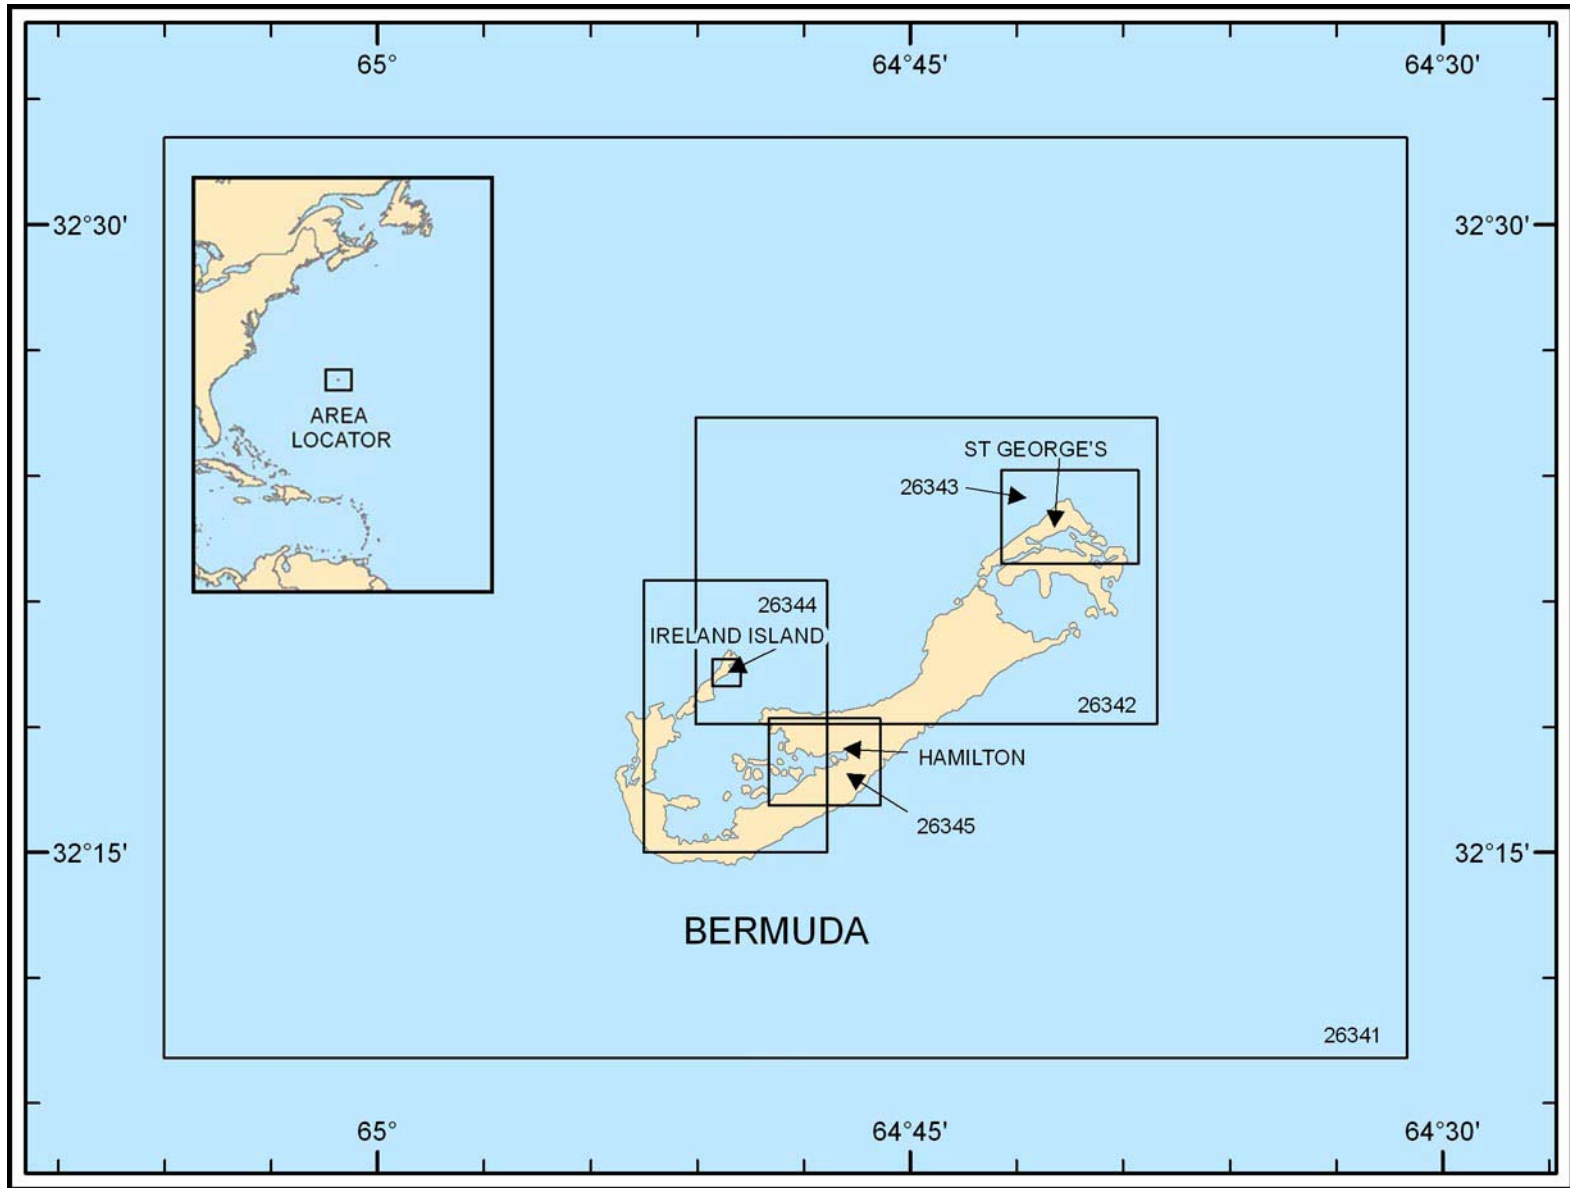 65° 64°45' 64°30'
32°30' 32°30'
AREA
LOCATOR
ST GEORGE'S
26343
26344
IRELAND ISLAND
26342
HAMILTON
26345
32°15' 32°15'
BERMUDA
26341
65° 64°45' 64°30'